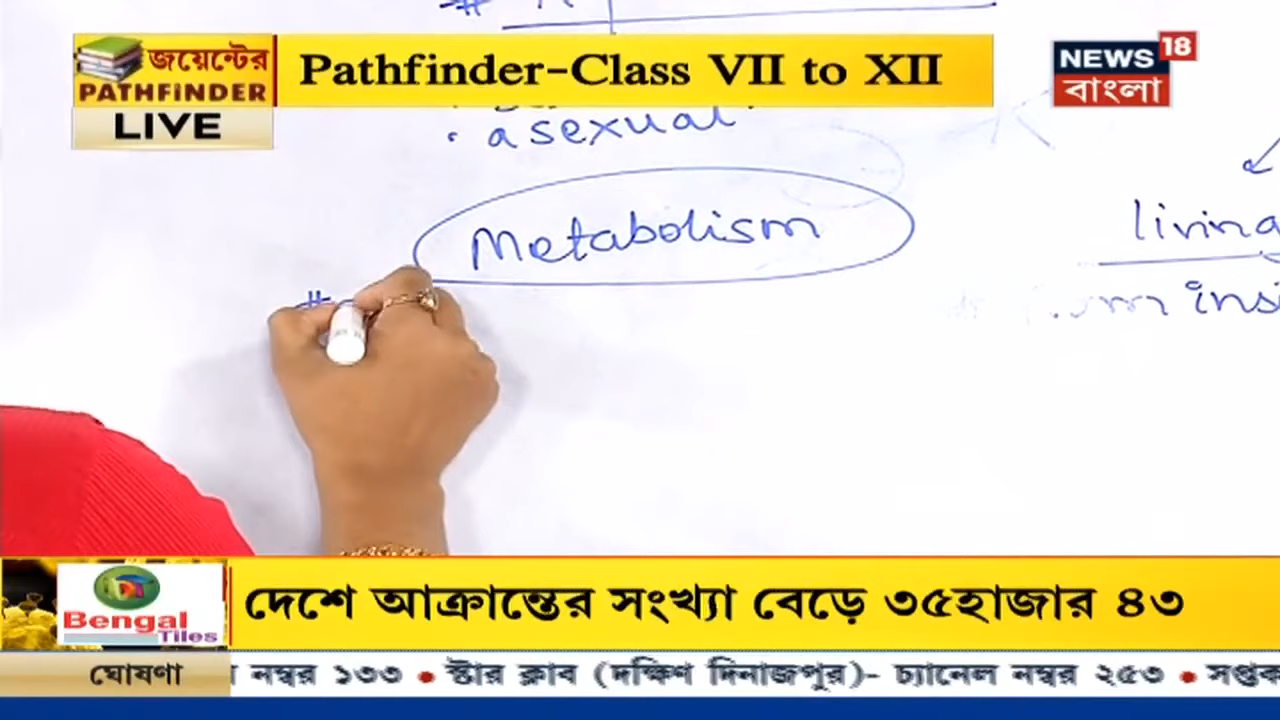 জয়েন্টের
PATHFINDER
LIVE
Pathfinder-Class VII to XII
NEWS 18
বাংলা
#
• asexual
Metabolism
living
insi
#
Bengal
Tiles
দেশে আক্রান্তের সংখ্যা বেড়ে ৩৫হাজার ৪৩
ঘোষণা
নম্বর ১৩৩ • স্টার ক্লাব (দক্ষিণ দিনাজপুর)- চ্যানেল নম্বর ২৫৩ •